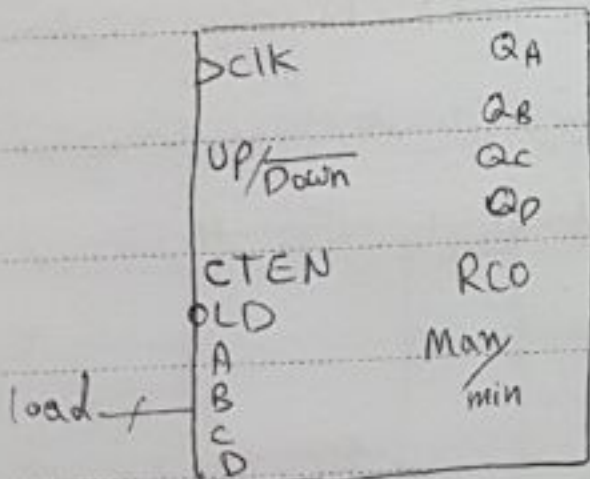 clk QA
QB
UP/Down QC
QD
CTEN RCO
LD
A Max/
load B min
C
D